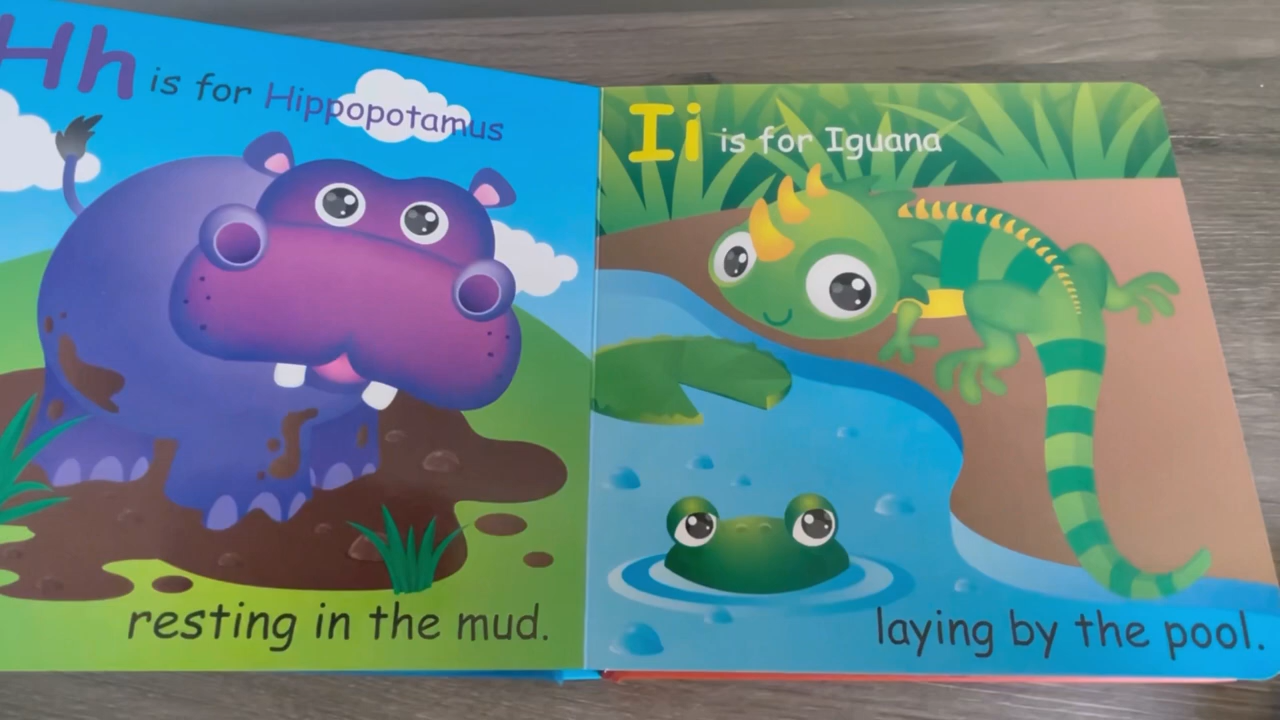 Hh is for Hippopotamus
resting in the mud.
Ii is for Iguana
laying by the pool.